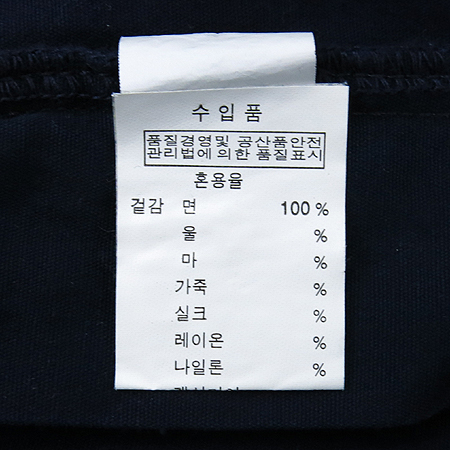 수입품
품질경영및 공산품안전
관리법에 의한 품질표시
혼용율
겉감 면 100 %
울 %
마 %
가죽 %
실크 %
레이온 %
나일론 %